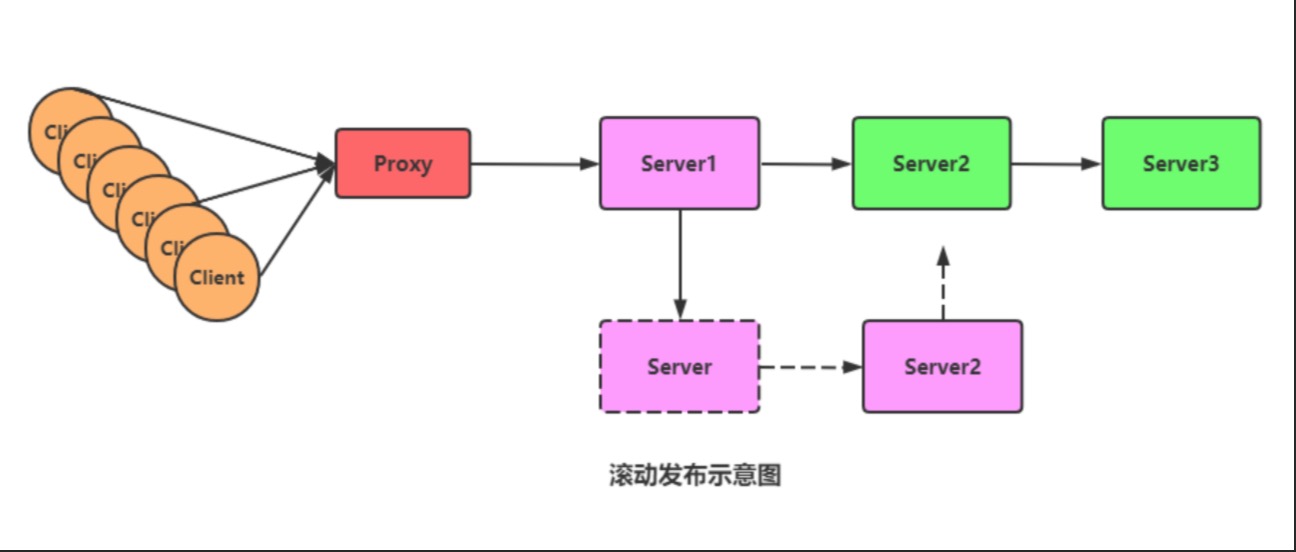 Cli
Cli
Cli
Cli
Cli
Client
Proxy
Server1
Server2
Server3
Server
Server2
滚动发布示意图